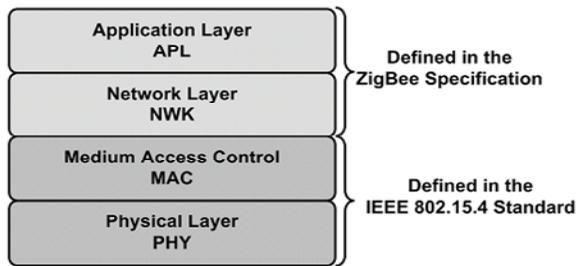 Application Layer
APL
Defined in the
ZigBee Specification
Network Layer
NWK
Medium Access Control
MAC
Defined in the
IEEE 802.15.4 Standard
Physical Layer
PHY